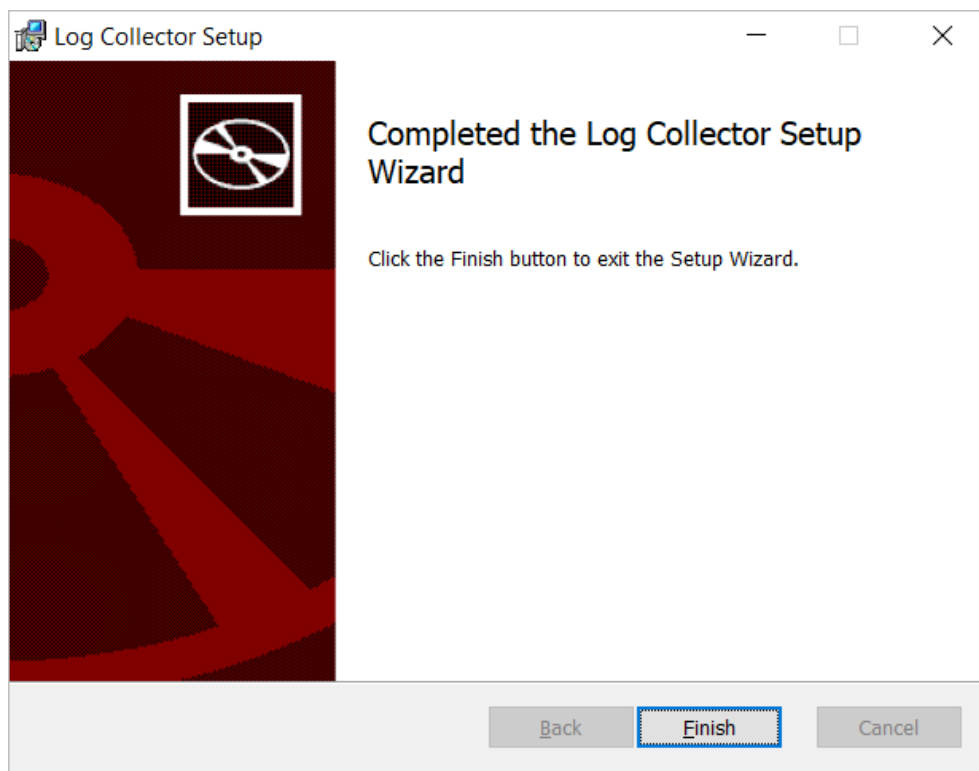 Log Collector Setup
Completed the Log Collector Setup
Wizard
Click the Finish button to exit the Setup Wizard.
Back Finish Cancel